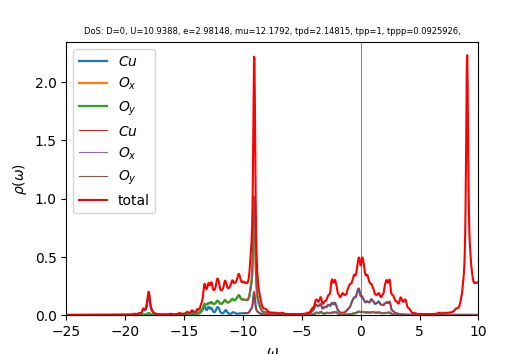 DoS: D=0, U=10.9388, e=2.98148, mu=12.1792, tpd=2.14815, tpp=1, tppp=0.0925926,
ρ(ω)
2.0
1.5
1.0
0.5
0.0
Cu
Oₓ
O_y
Cu
Oₓ
O_y
total
−25 −20 −15 −10 −5 0 5 10
ω